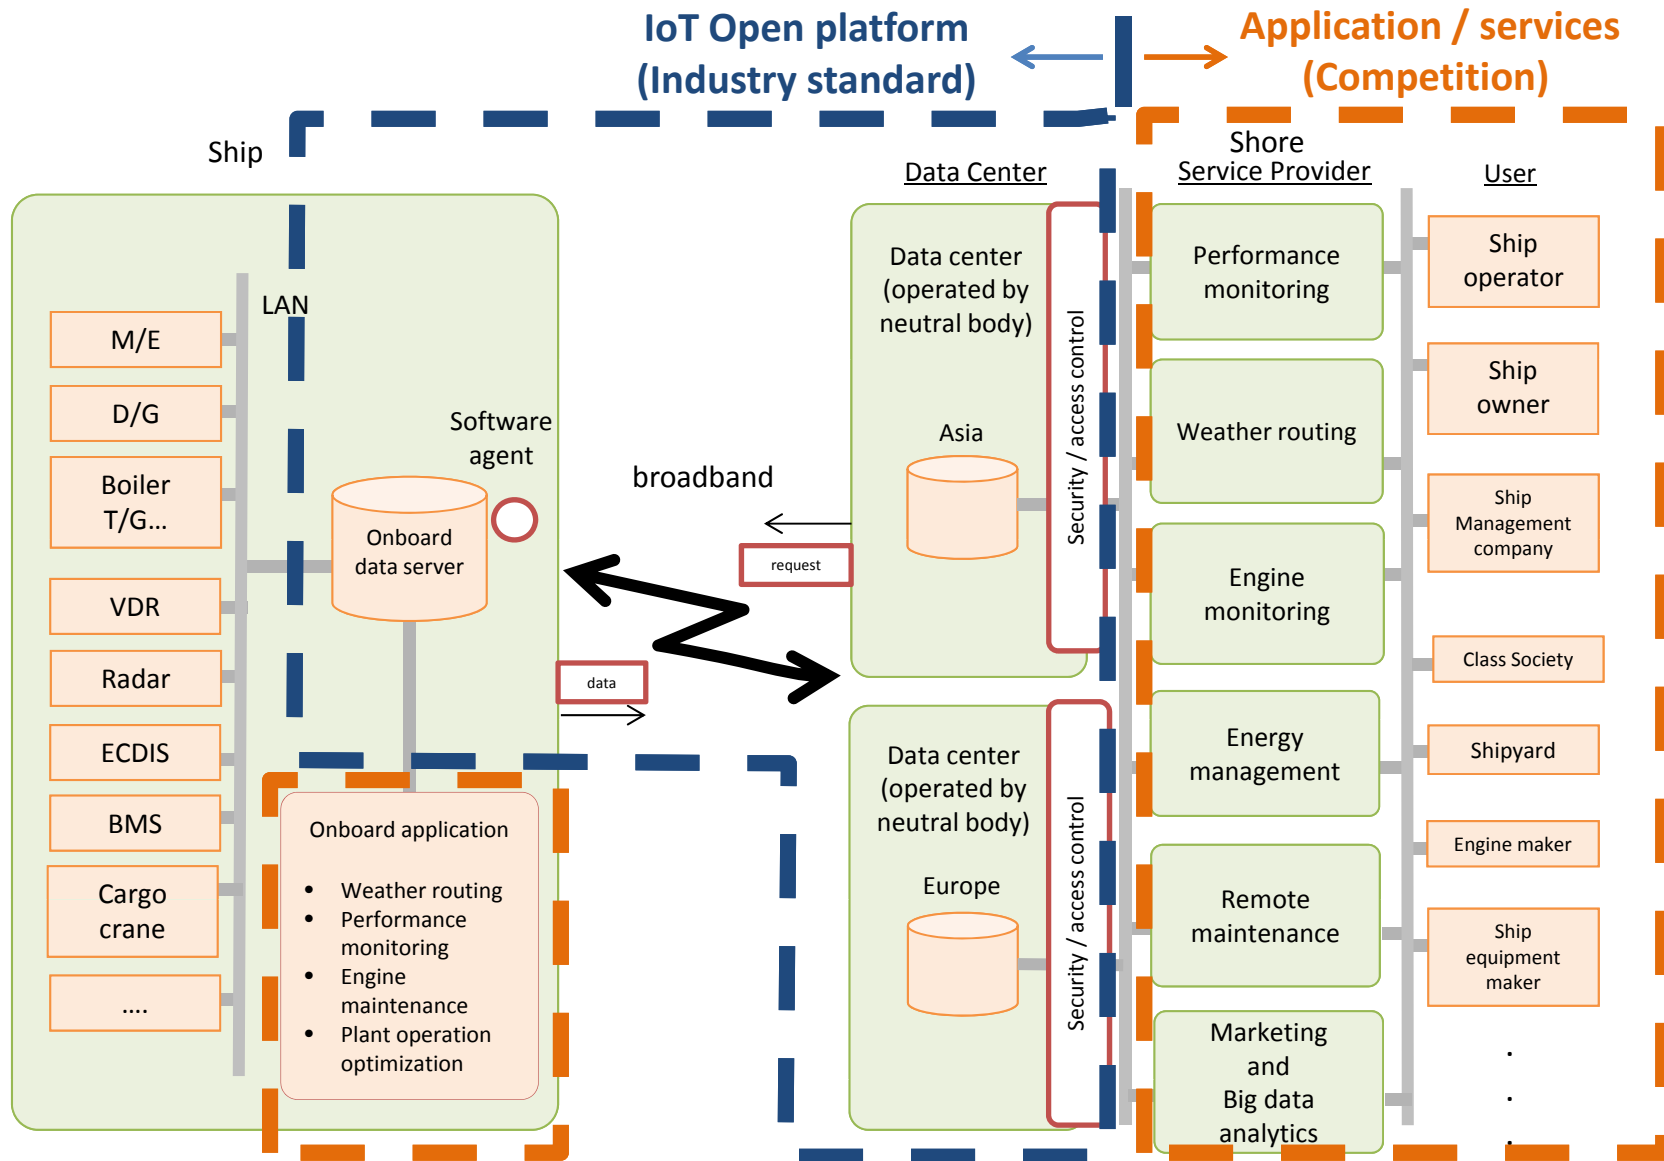 IoT Open platform
(Industry standard)
Application / services
(Competition)
Ship
LAN
M/E
D/G
Boiler
T/G...
VDR
Radar
ECDIS
BMS
Cargo
crane
....
Software
agent
Onboard
data server
Onboard application
• Weather routing
• Performance
monitoring
• Engine
maintenance
• Plant operation
optimization
broadband
request
data
Data Center
Data center
(operated by
neutral body)
Asia
Security / access control
Data center
(operated by
neutral body)
Europe
Security / access control
Shore
Service Provider
Performance
monitoring
Weather routing
Engine
monitoring
Energy
management
Remote
maintenance
Marketing
and
Big data
analytics
User
Ship
operator
Ship
owner
Ship
Management
company
Class Society
Shipyard
Engine maker
Ship
equipment
maker
.
.
.